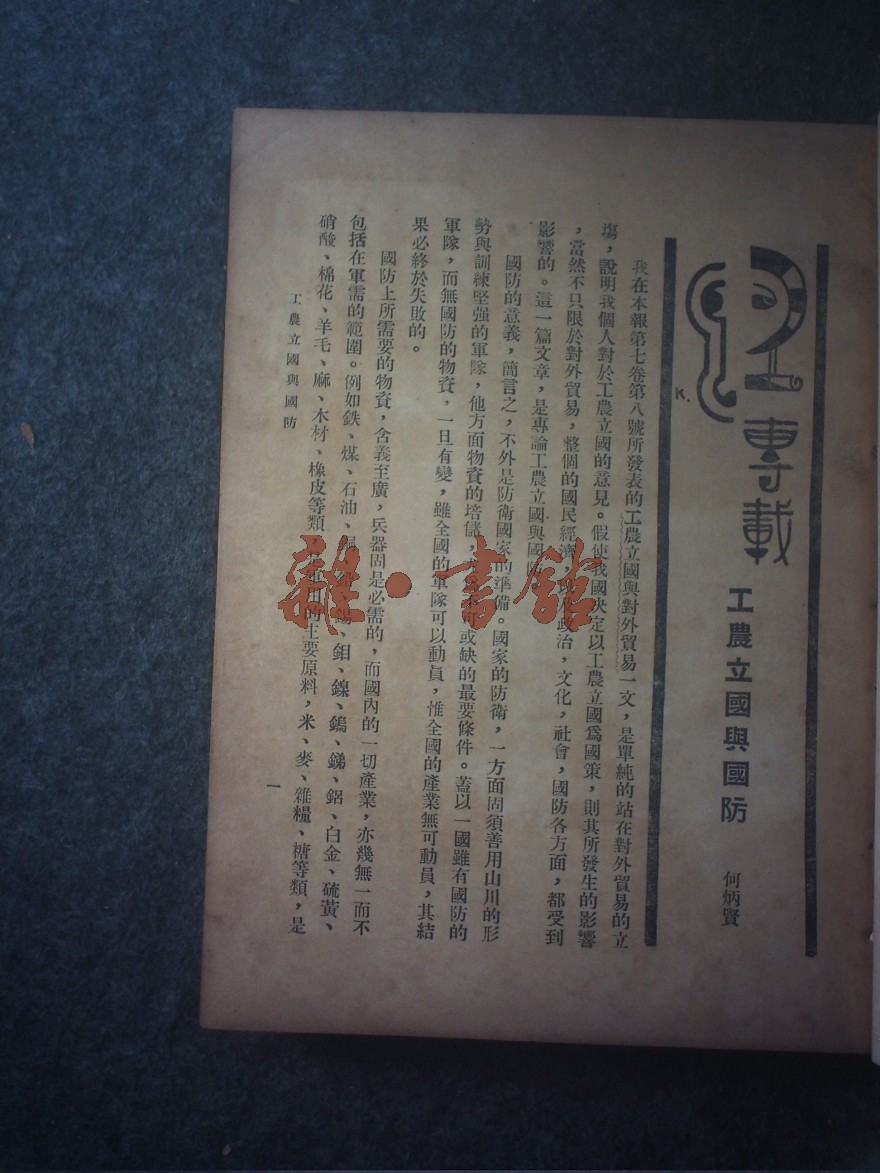 專載
工農立國與國防
何炳賢
K.
我在本報第七卷第八號所發表的工農立國與對外貿易一文,是單純的站在對外貿易的立
塲,說明我個人對於工農立國的意見。假使我國決定以工農立國爲國策,則其所發生的影響
,當然不只限於對外貿易,整個的國民經濟,以及政治,文化,社會,國防各方面,都受到
影響的。這一篇文章,是專論工農立國與國防
國防的意義,簡言之,不外是防衛國家的準備。國家的防衛,一方面固須善用山川的形
勢與訓練堅强的軍隊,他方面物資的培儲,可或缺的最要條件。蓋以一國雖有國防的
軍隊,而無國防的物資,一旦有變,雖全國的軍隊可以動員,惟全國的產業無可動員,其結
果必終於失敗的。
國防上所需要的物資,含義至廣,兵器固是必需的,而國內的一切產業,亦幾無一而不
包括在軍需的範圍。例如鉄、煤、石油、錫、鉬、鎳、鎢、銻、鋁、白金、硫黃、
硝酸、棉花、羊毛、麻、木材、橡皮等類,是軍用的主要原料,米、麥、雜糧、糖等類,是
工農立國與國防
一
雜·書館